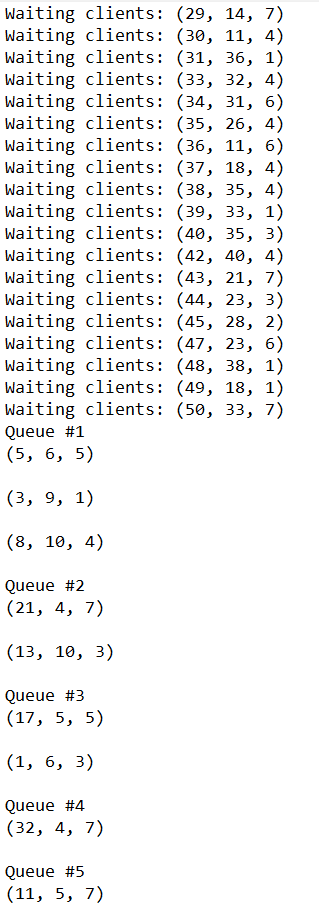 Waiting clients: (29, 14, 7)
Waiting clients: (30, 11, 4)
Waiting clients: (31, 36, 1)
Waiting clients: (33, 32, 4)
Waiting clients: (34, 31, 6)
Waiting clients: (35, 26, 4)
Waiting clients: (36, 11, 6)
Waiting clients: (37, 18, 4)
Waiting clients: (38, 35, 4)
Waiting clients: (39, 33, 1)
Waiting clients: (40, 35, 3)
Waiting clients: (42, 40, 4)
Waiting clients: (43, 21, 7)
Waiting clients: (44, 23, 3)
Waiting clients: (45, 28, 2)
Waiting clients: (47, 23, 6)
Waiting clients: (48, 38, 1)
Waiting clients: (49, 18, 1)
Waiting clients: (50, 33, 7)
Queue #1
(5, 6, 5)
(3, 9, 1)
(8, 10, 4)
Queue #2
(21, 4, 7)
(13, 10, 3)
Queue #3
(17, 5, 5)
(1, 6, 3)
Queue #4
(32, 4, 7)
Queue #5
(11, 5, 7)